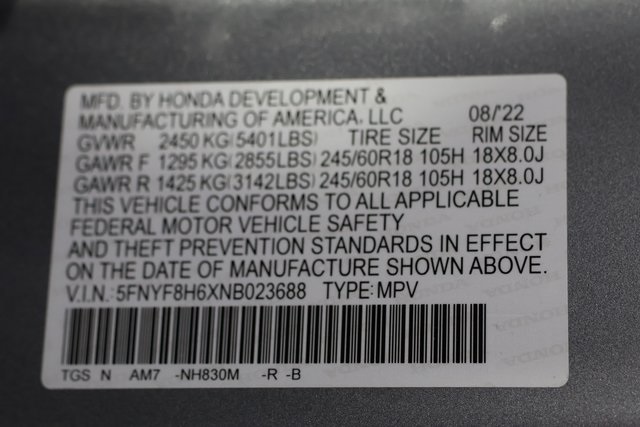 MFD. BY HONDA DEVELOPMENT &
MANUFACTURING OF AMERICA, LLC 08/'22
GVWR 2450 KG(5401LBS) TIRE SIZE RIM SIZE
GAWR F 1295 KG(2855LBS) 245/60R18 105H 18X8.0J
GAWR R 1425 KG(3142LBS) 245/60R18 105H 18X8.0J
THIS VEHICLE CONFORMS TO ALL APPLICABLE
FEDERAL MOTOR VEHICLE SAFETY
AND THEFT PREVENTION STANDARDS IN EFFECT
ON THE DATE OF MANUFACTURE SHOWN ABOVE.
V.I.N.:5FNYF8H6XNB023688 TYPE:MPV
TGS N AM7 -NH830M -R -B